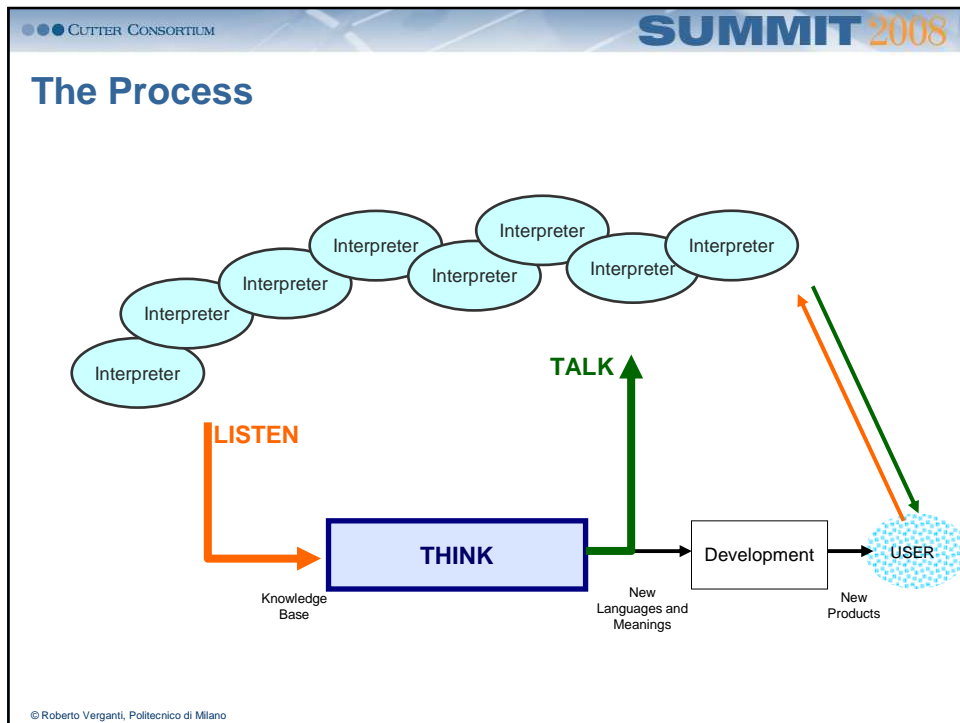 CUTTER CONSORTIUM
SUMMIT 2008
The Process
Interpreter
Interpreter
Interpreter
Interpreter
Interpreter
Interpreter
Interpreter
Interpreter
TALK
LISTEN
THINK
Development
USER
Knowledge
Base
New
Languages and
Meanings
New
Products
© Roberto Verganti, Politecnico di Milano